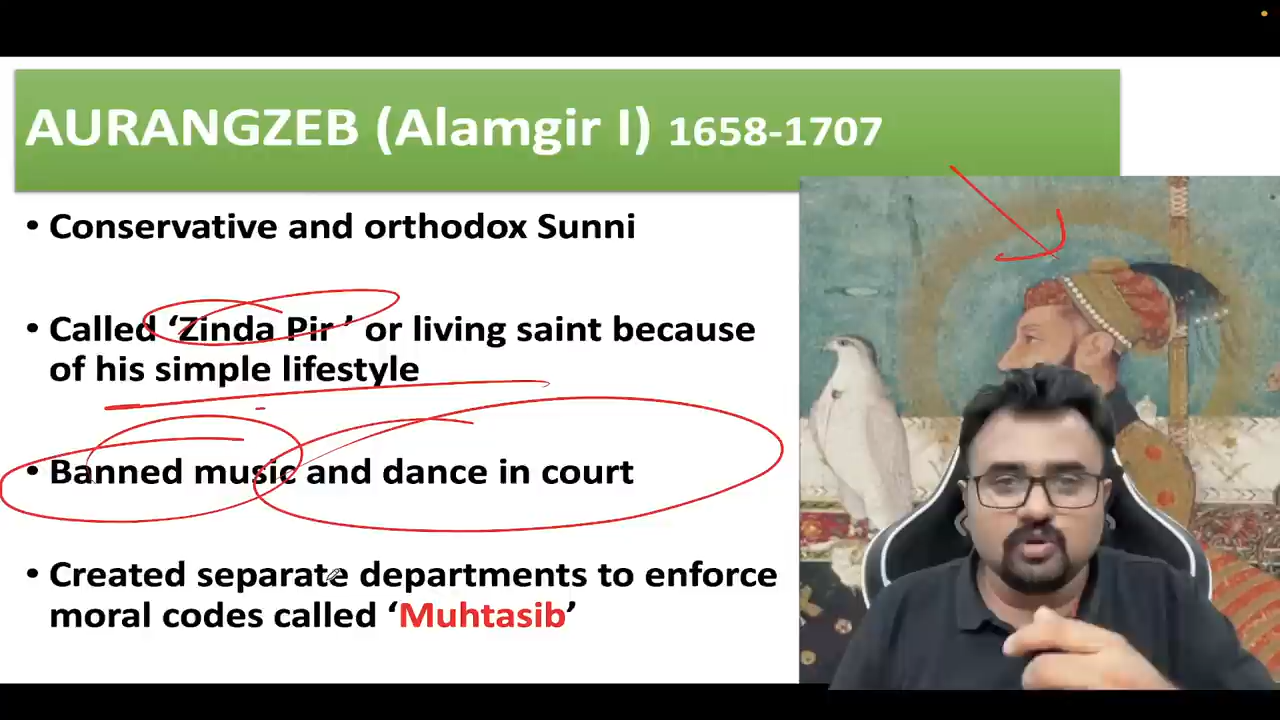 AURANGZEB (Alamgir I) 1658-1707
• Conservative and orthodox Sunni
• Called ‘Zinda Pir ’ or living saint because
of his simple lifestyle
• Banned music and dance in court
• Created separate departments to enforce
moral codes called ‘Muhtasib’